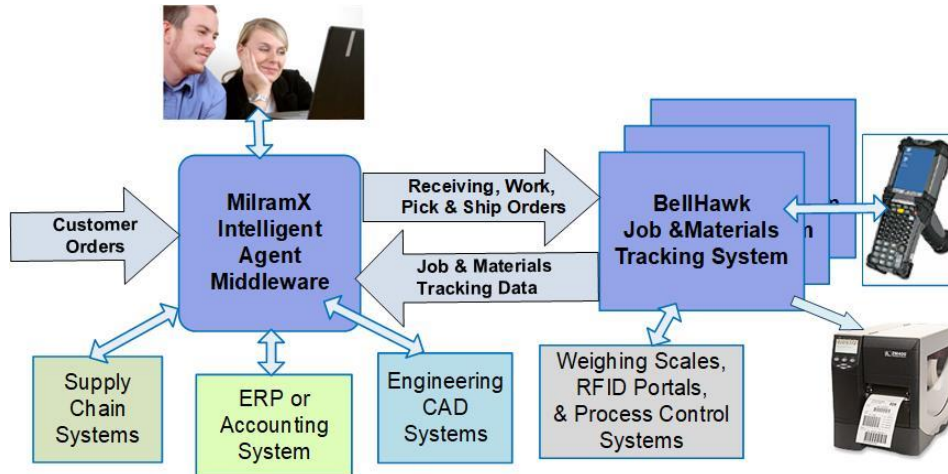 MilramX
Intelligent
Agent
Middleware
Customer
Orders
Receiving, Work,
Pick & Ship Orders
Job & Materials
Tracking Data
BellHawk
Job &Materials
Tracking System
n
m
Supply
Chain
Systems
ERP or
Accounting
System
Engineering
CAD
Systems
Weighing Scales,
RFID Portals,
& Process Control
Systems